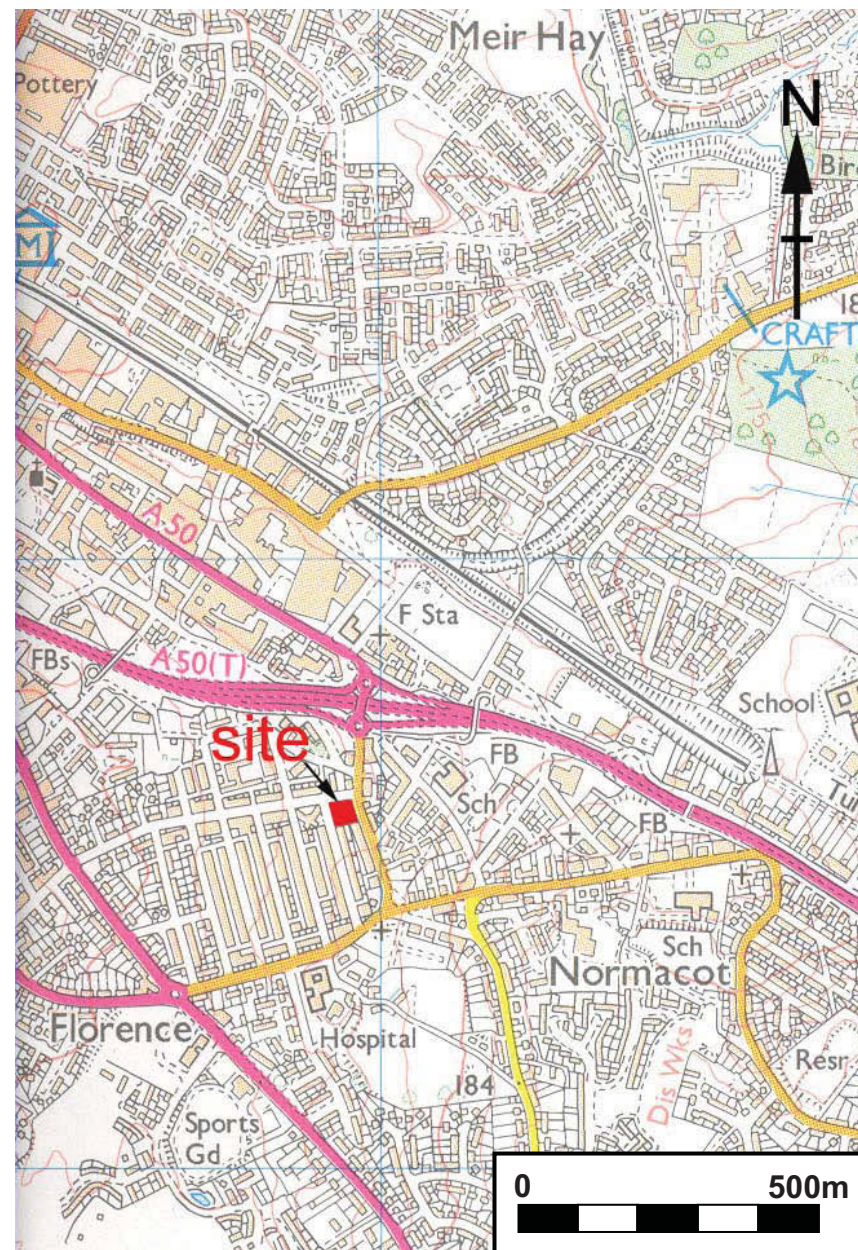 Meir Hay
Pottery
N
Bir
M
18
CRAFT
175
A 50
F Sta
A 50(T)
FBs
School
site
FB
Sch
Tu
FB
Sch
Normacot
Florence
Hospital
Resr
184
Dis Wks
Sports
Gd
0 500m